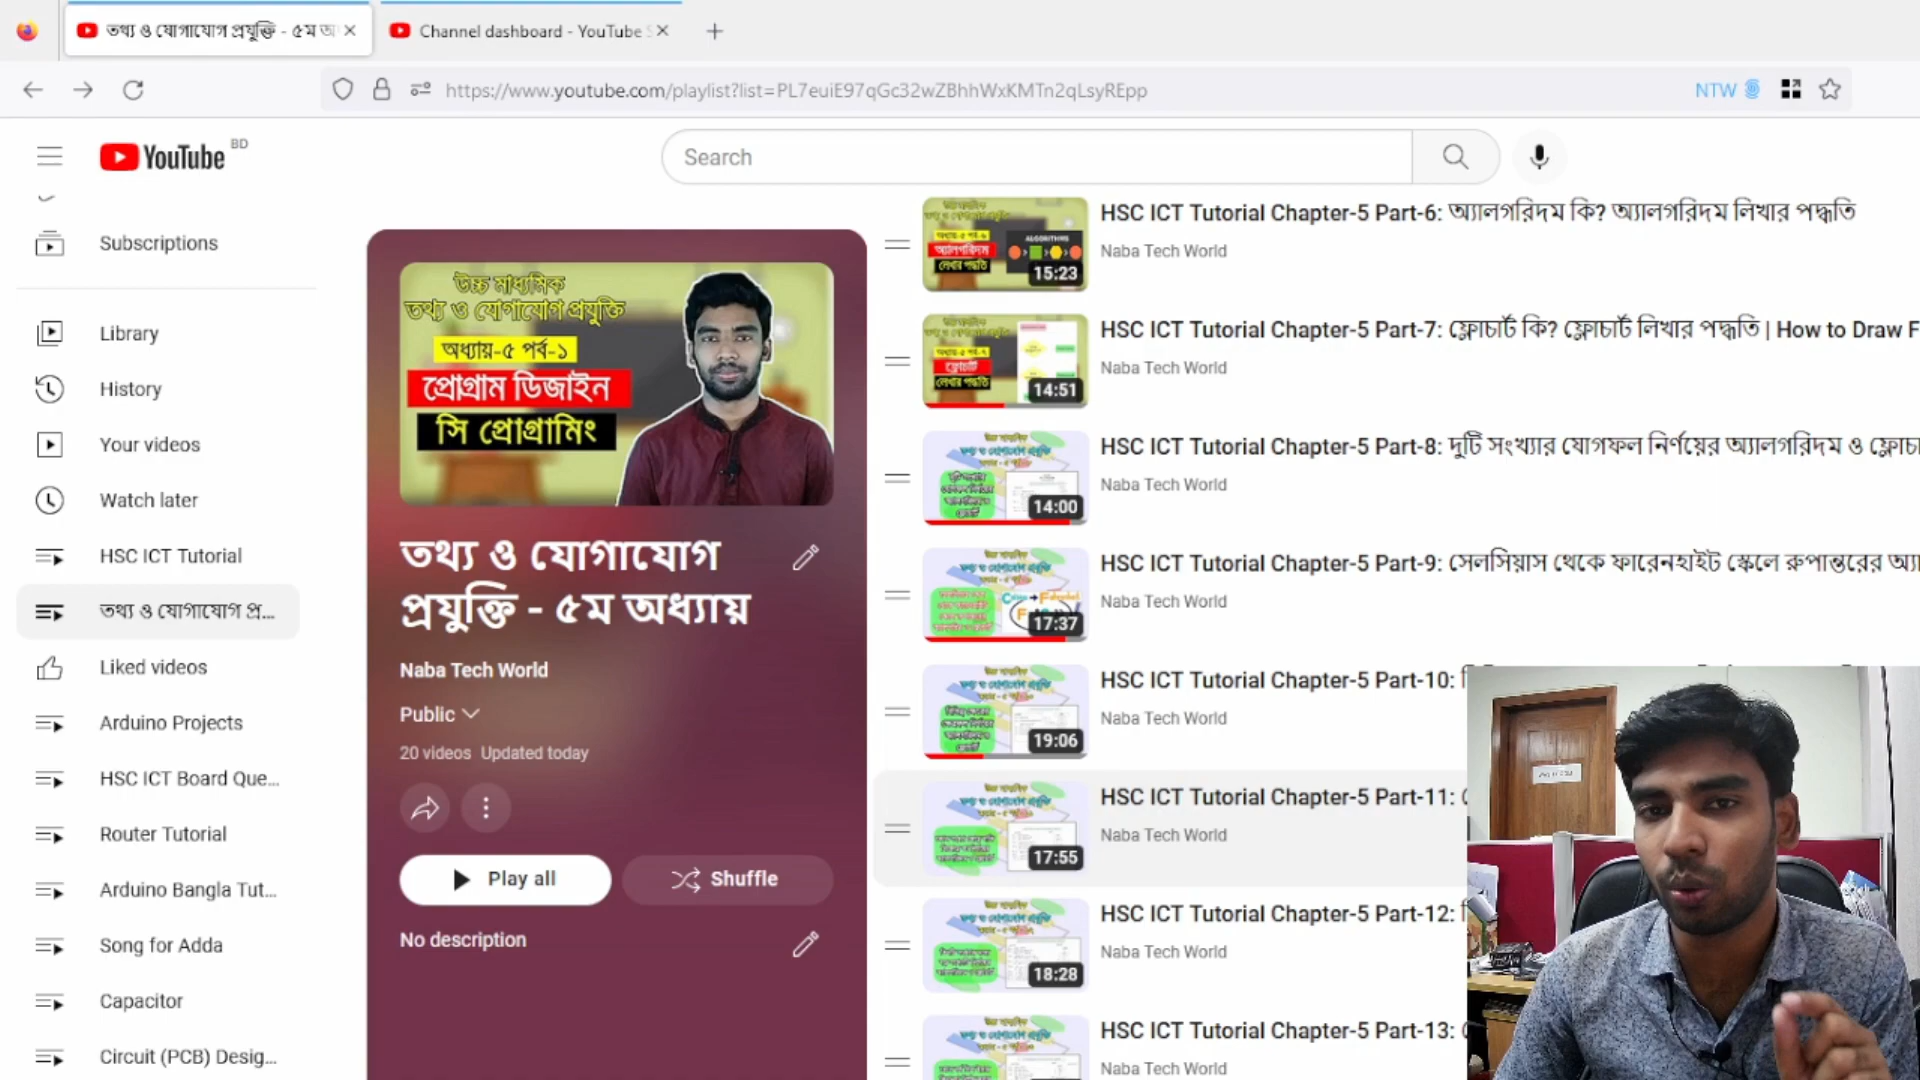 তথ্য ও যোগাযোগ প্রযুক্তি - ৫ম অ
Channel dashboard - YouTube S
https://www.youtube.com/playlist?list=PL7euiE97qGc32wZBhhWxKMTn2qLsyREpp
NTW
YouTube BD
Search
Subscriptions
Library
History
Your videos
Watch later
HSC ICT Tutorial
তথ্য ও যোগাযোগ প্র...
Liked videos
Arduino Projects
HSC ICT Board Que...
Router Tutorial
Arduino Bangla Tut...
Song for Adda
Capacitor
Circuit (PCB) Desig...
উচ্চ মাধ্যমিক
তথ্য ও যোগাযোগ প্রযুক্তি
অধ্যায়-৫ পর্ব-১
প্রোগ্রাম ডিজাইন
সি প্রোগ্রামিং
তথ্য ও যোগাযোগ
প্রযুক্তি - ৫ম অধ্যায়
Naba Tech World
Public
20 videos Updated today
Play all
Shuffle
No description
অ্যালগরিদম
লেখার পদ্ধতি
ALGORITHMS
15:23
HSC ICT Tutorial Chapter-5 Part-6: অ্যালগরিদম কি? অ্যালগরিদম লিখার পদ্ধতি
Naba Tech World
ফ্লোচার্ট
লেখার পদ্ধতি
14:51
HSC ICT Tutorial Chapter-5 Part-7: ফ্লোচার্ট কি? ফ্লোচার্ট লিখার পদ্ধতি | How to Draw F
Naba Tech World
14:00
HSC ICT Tutorial Chapter-5 Part-8: দুটি সংখ্যার যোগফল নির্ণয়ের অ্যালগরিদম ও ফ্লোচা
Naba Tech World
17:37
HSC ICT Tutorial Chapter-5 Part-9: সেলসিয়াস থেকে ফারেনহাইট স্কেলে রুপান্তরের অ্যা
Naba Tech World
19:06
HSC ICT Tutorial Chapter-5 Part-10:
Naba Tech World
17:55
HSC ICT Tutorial Chapter-5 Part-11:
Naba Tech World
18:28
HSC ICT Tutorial Chapter-5 Part-12:
Naba Tech World
HSC ICT Tutorial Chapter-5 Part-13:
Naba Tech World